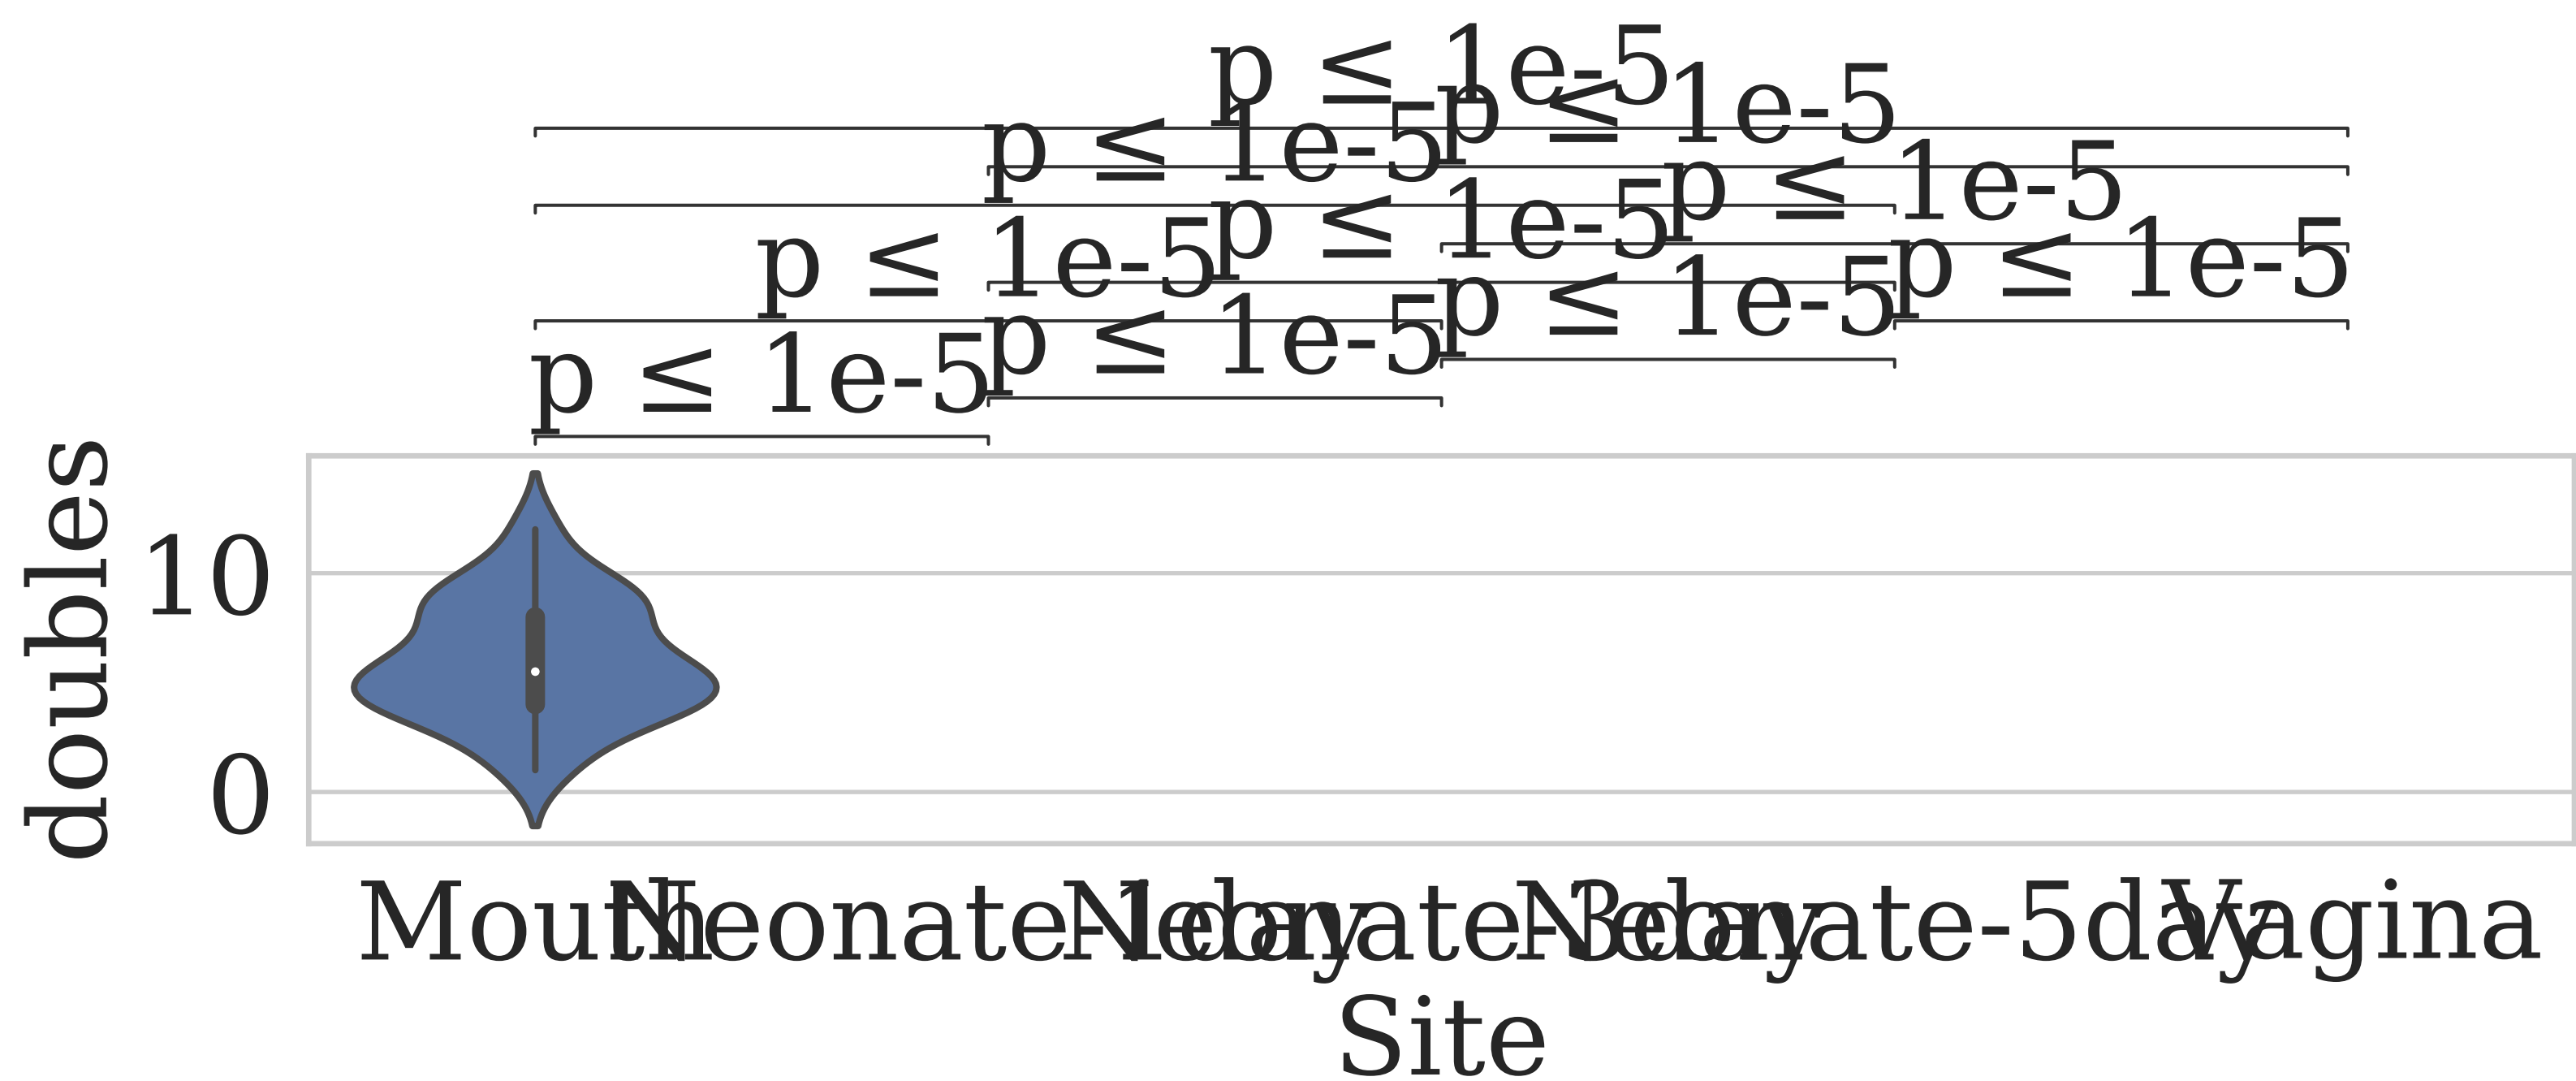 p ≤ 1e-5
p ≤ 1e-5
p ≤ 1e-5
p ≤ 1e-5
p ≤ 1e-5
p ≤ 1e-5
p ≤ 1e-5
p ≤ 1e-5
p ≤ 1e-5
p ≤ 1e-5
doubles
10
0
Mouth Neonate-1day Neonate-3day Neonate-5day Vagina
Site